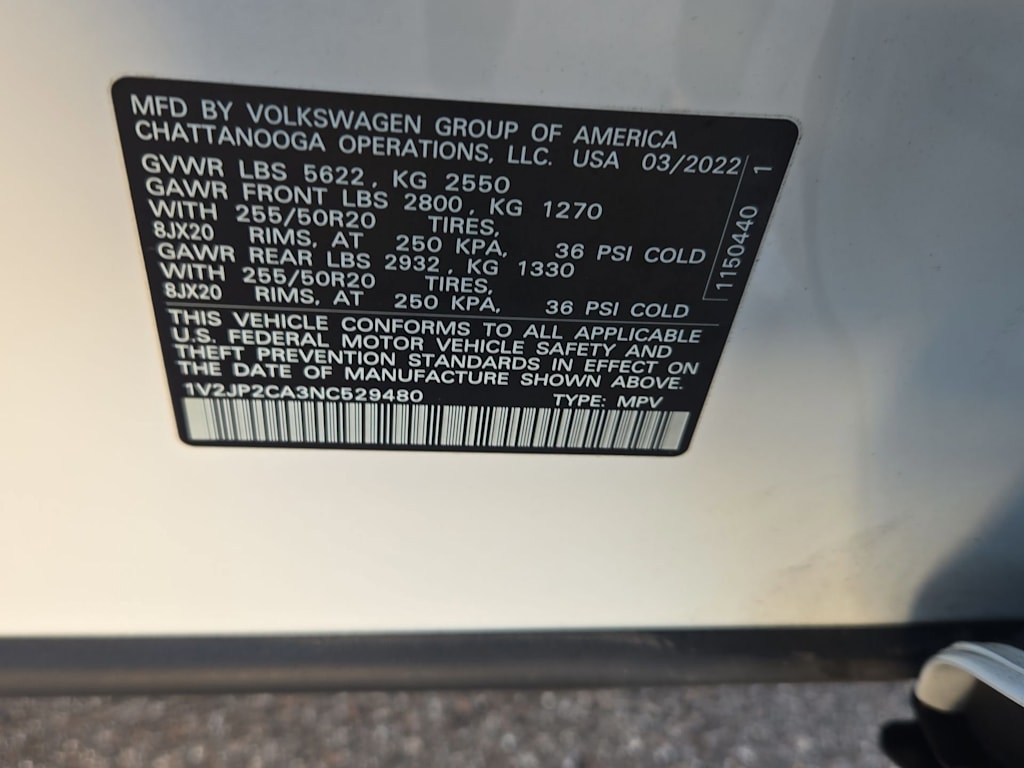 MFD BY VOLKSWAGEN GROUP OF AMERICA
CHATTANOOGA OPERATIONS, LLC. USA 03/2022
GVWR LBS 5622, KG 2550
GAWR FRONT LBS 2800, KG 1270
WITH 255/50R20 TIRES,
8JX20 RIMS, AT 250 KPA, 36 PSI COLD
GAWR REAR LBS 2932, KG 1330
WITH 255/50R20 TIRES,
8JX20 RIMS, AT 250 KPA, 36 PSI COLD
1150440 1
THIS VEHICLE CONFORMS TO ALL APPLICABLE
U.S. FEDERAL MOTOR VEHICLE SAFETY AND
THEFT PREVENTION STANDARDS IN EFFECT ON
THE DATE OF MANUFACTURE SHOWN ABOVE.
1V2JP2CA3NC529480 TYPE: MPV